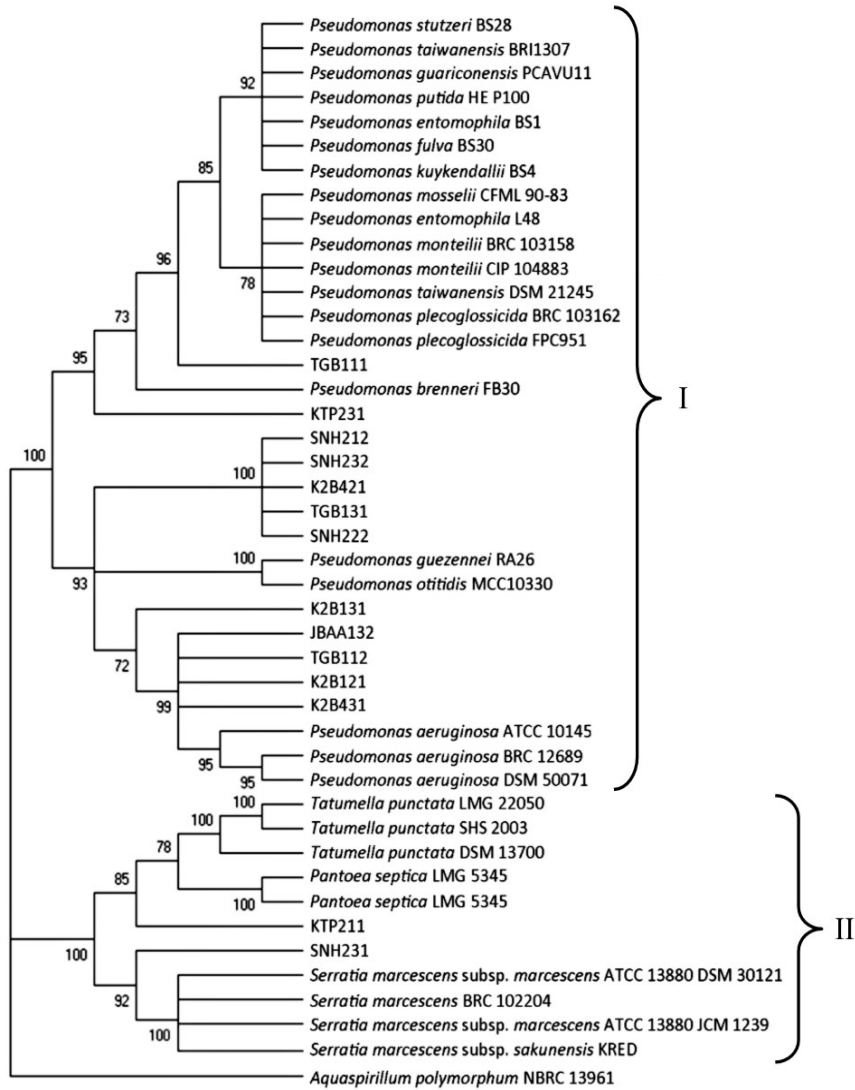 Pseudomonas stutzeri BS28
Pseudomonas taiwanensis BRI1307
Pseudomonas guariconensis PCAVU11
92
Pseudomonas putida HE P100
Pseudomonas entomophila BS1
Pseudomonas fulva BS30
85
Pseudomonas kuykendallii BS4
Pseudomonas mosselii CFML 90-83
Pseudomonas entomophila L48
Pseudomonas monteilii BRC 103158
96
Pseudomonas monteilii CIP 104883
78
Pseudomonas taiwanensis DSM 21245
73
Pseudomonas plecoglossicida BRC 103162
Pseudomonas plecoglossicida FPC951
95
TGB111
Pseudomonas brenneri FB30
I
KTP231
SNH212
100
SNH232
100
K2B421
TGB131
SNH222
100
Pseudomonas guezennei RA26
93
Pseudomonas otitidis MCC10330
K2B131
JBAA132
72
TGB112
K2B121
99
K2B431
Pseudomonas aeruginosa ATCC 10145
Pseudomonas aeruginosa BRC 12689
95
95
Pseudomonas aeruginosa DSM 50071
100
Tatumella punctata LMG 22050
100
Tatumella punctata SHS 2003
78
Tatumella punctata DSM 13700
85
Pantoea septica LMG 5345
100
Pantoea septica LMG 5345
KTP211
II
100
SNH231
Serratia marcescens subsp. marcescens ATCC 13880 DSM 30121
92
Serratia marcescens BRC 102204
Serratia marcescens subsp. marcescens ATCC 13880 JCM 1239
100
Serratia marcescens subsp. sakunensis KRED
Aquaspirillum polymorphum NBRC 13961